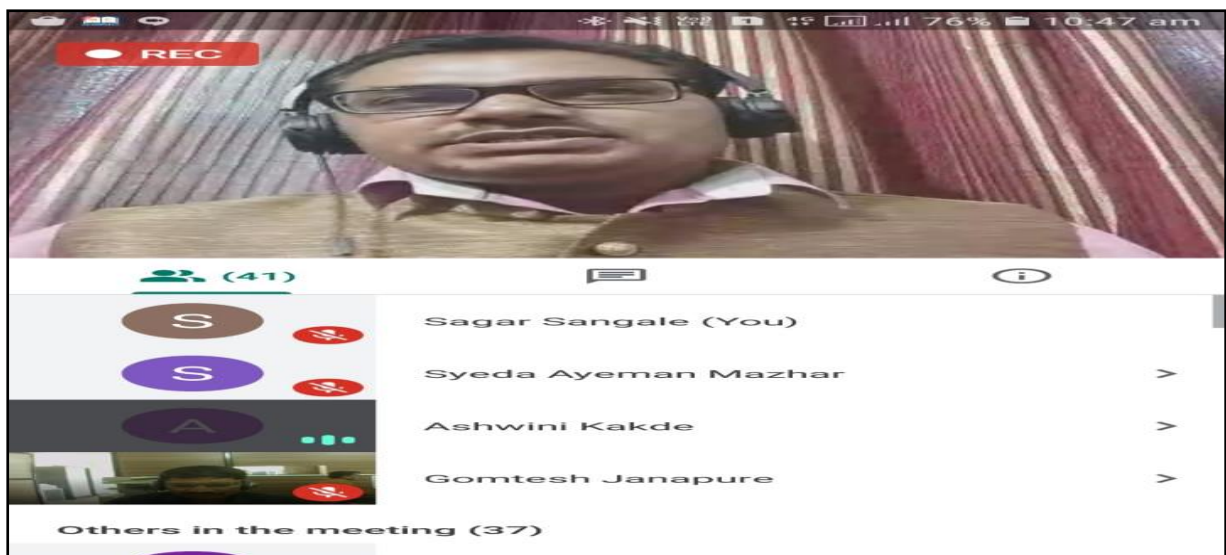 76% 10:47 am
REC
(41)
S
Sagar Sangale (You)
S
Syeda Ayeman Mazhar
A
Ashwini Kakde
Gomtesh Janapure
Others in the meeting (37)